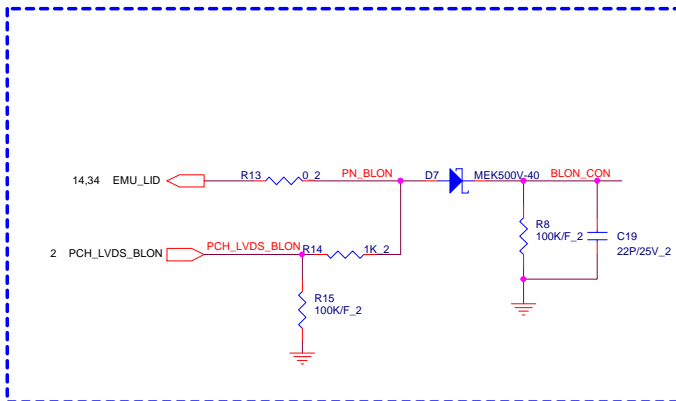 14,34 EMU_LID
R13
0_2
PN_BLON
D7
MEK500V-40
BLON_CON
R8
100K/F_2
C19
22P/25V_2
2 PCH_LVDS_BLON
PCH_LVDS_BLON
R14
1K_2
R15
100K/F_2